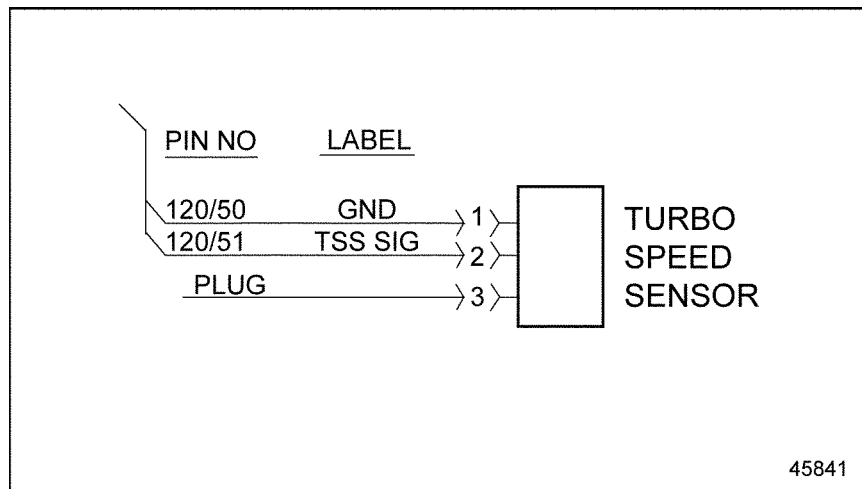 PIN NO LABEL
120/50 GND 1 TURBO
120/51 TSS SIG 2 SPEED
PLUG 3 SENSOR
45841